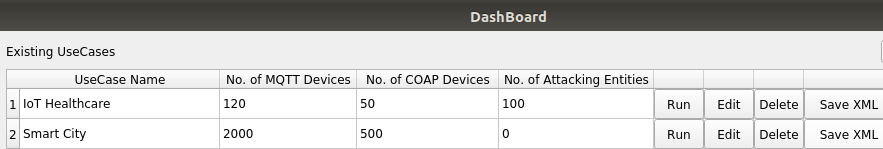 DashBoard
Existing UseCases
UseCase Name No. of MQTT Devices No. of COAP Devices No. of Attacking Entities
1 IoT Healthcare 120 50 100 Run Edit Delete Save XML
2 Smart City 2000 500 0 Run Edit Delete Save XML